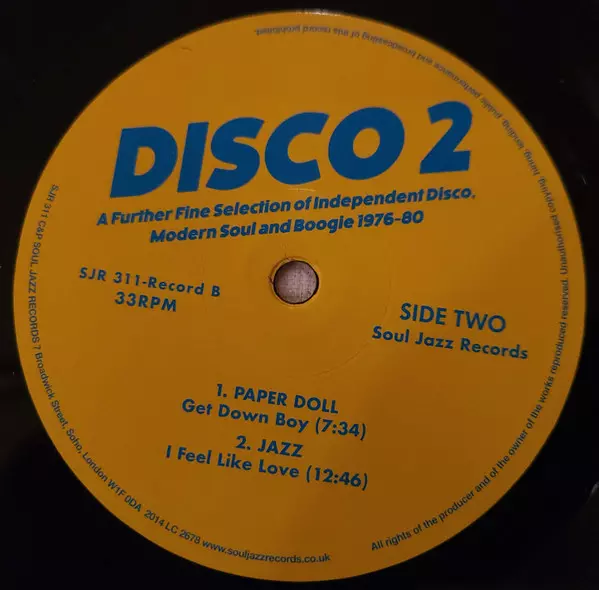 DISCO 2
A Further Fine Selection of Independent Disco,
Modern Soul and Boogie 1976-80
SJR 311-Record B
33RPM
SIDE TWO
Soul Jazz Records
1. PAPER DOLL
Get Down Boy (7:34)
2. JAZZ
I Feel Like Love (12:46)
SJR 311 C&P SOUL JAZZ RECORDS 7 Broadwick Street, Soho, London W1F 0DA 2014 LC 2678 www.souljazzrecords.co.uk
All rights of the producer and of the owner of the works reproduced reserved. Unauthorised copying, hiring, lending, public performance and broadcasting of this record prohibited.